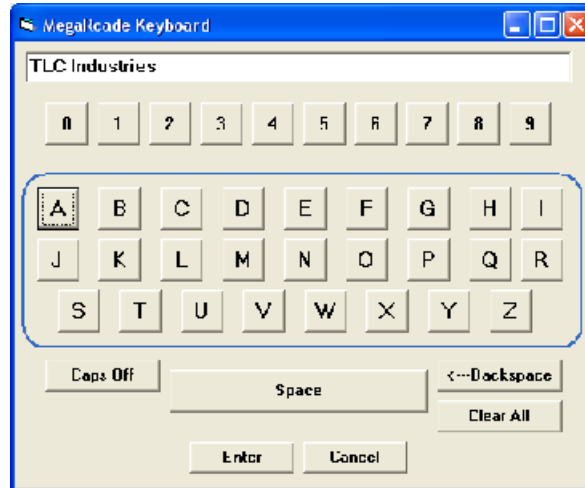 MegaRcade Keyboard
TLC Industries
0 1 2 3 4 5 6 7 8 9
A B C D E F G H I
J K L M N O P Q R
S T U V W X Y Z
Caps Off Space <---Backspace
Clear All
Enter Cancel